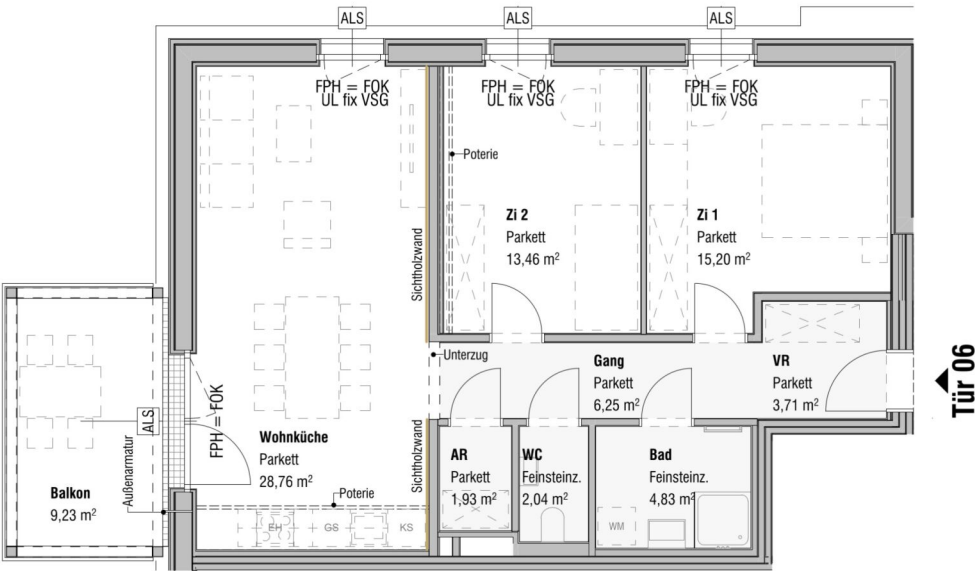 ALS
ALS
ALS
FPH = FOK
UL fix VSG
FPH = FOK
UL fix VSG
FPH = FOK
UL fix VSG
Poterie
Zi 2
Parkett
13,46 m²
Zi 1
Parkett
15,20 m²
Sichtholzwand
Unterzug
Gang
Parkett
6,25 m²
VR
Parkett
3,71 m²
Tür 06
ALS
FPH = FOK
Außenarmatur
Balkon
9,23 m²
Wohnküche
Parkett
28,76 m²
Sichtholzwand
Poterie
EH
GS
KS
AR
Parkett
1,93 m²
WC
Feinsteinz.
2,04 m²
Bad
Feinsteinz.
4,83 m²
WM